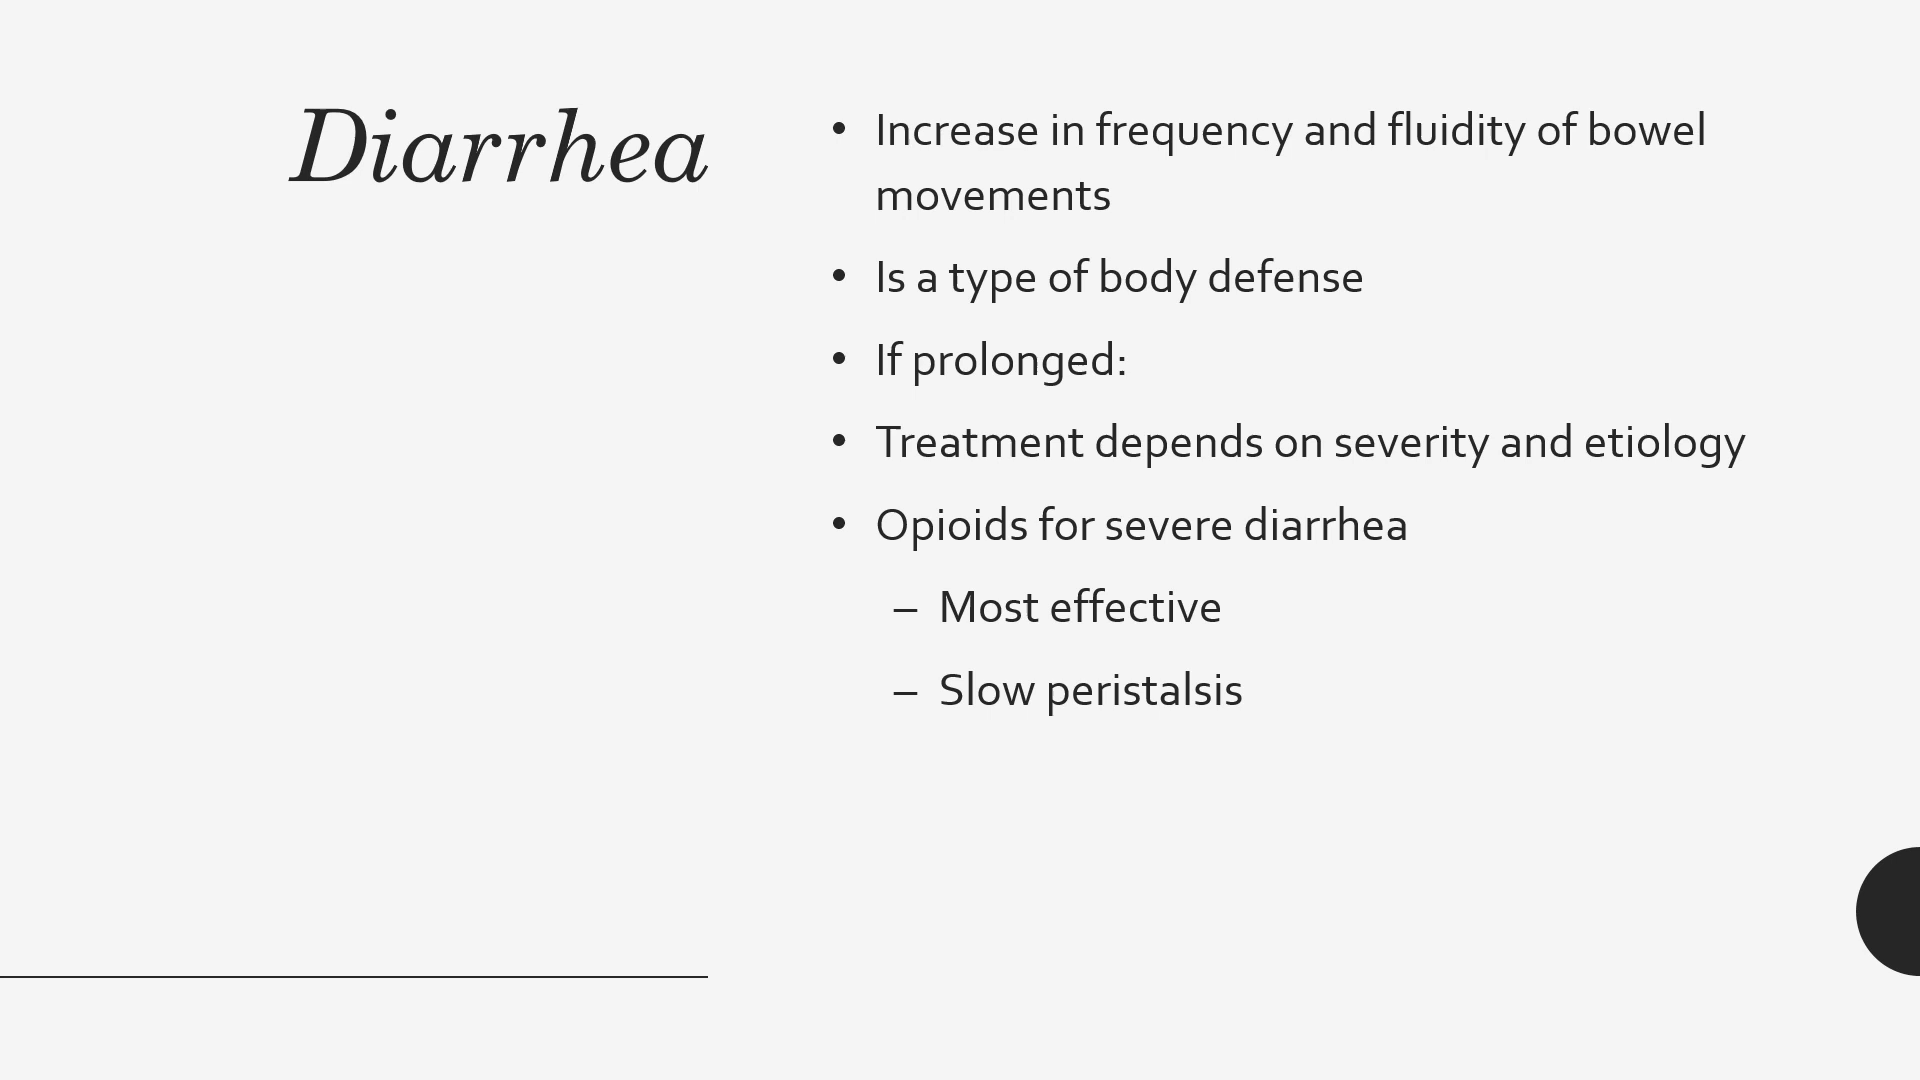 Diarrhea
• Increase in frequency and fluidity of bowel
movements
• Is a type of body defense
• If prolonged:
• Treatment depends on severity and etiology
• Opioids for severe diarrhea
– Most effective
– Slow peristalsis